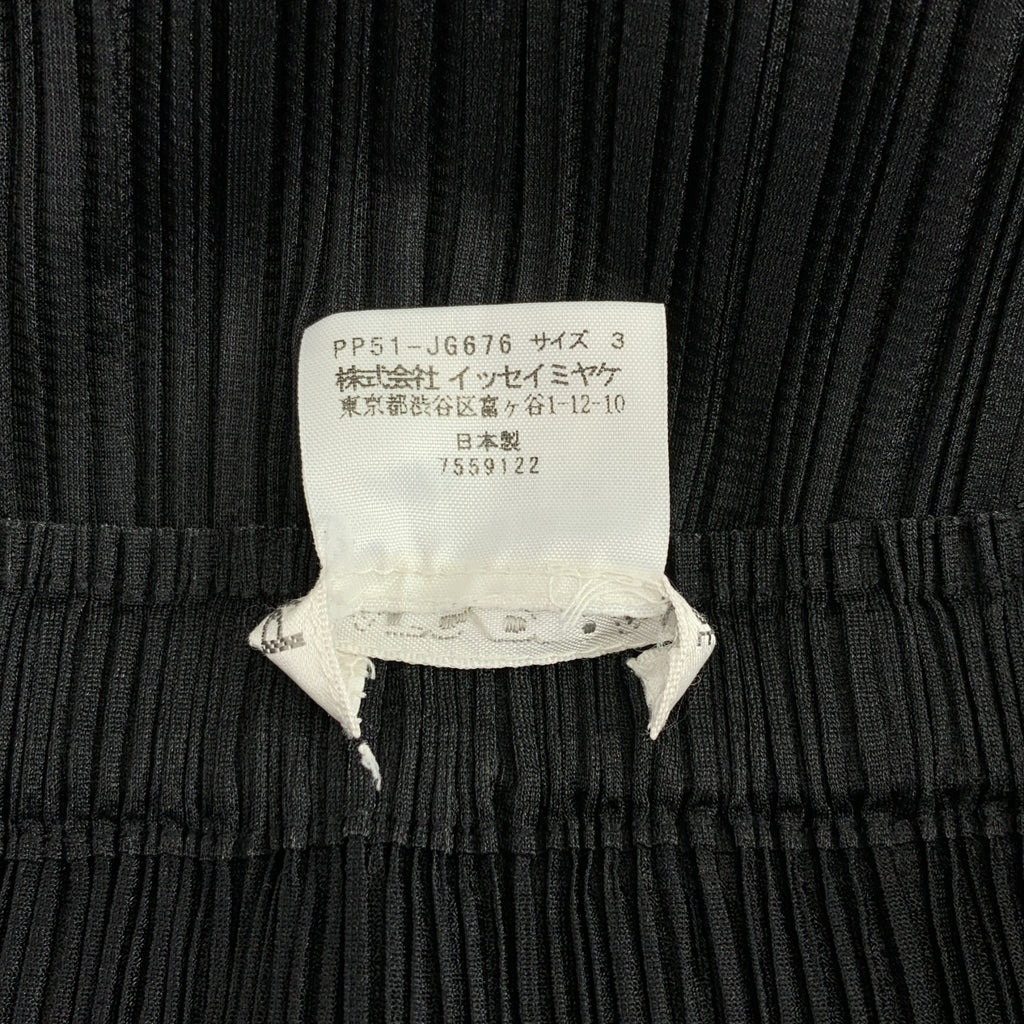 PP51-JG676 サイズ 3
株式会社 イッセイミヤケ
東京都渋谷区富ヶ谷1-12-10
日本製
7559122